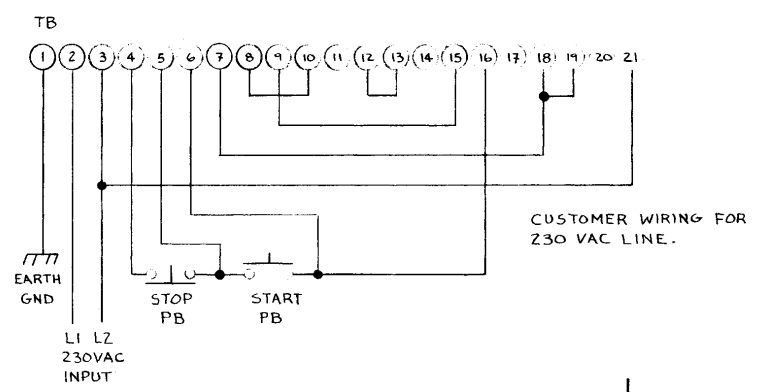 TB
1 2 3 4 5 6 7 8 9 10 11 12 13 14 15 16 17 18 19 20 21
CUSTOMER WIRING FOR
230 VAC LINE.
EARTH
GND
STOP
PB
START
PB
L1 L2
230VAC
INPUT